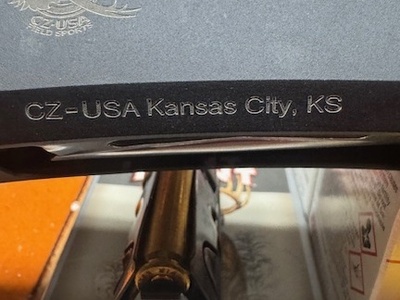 CZ-USA
FIELD SPORTS
CZ-USA Kansas City, KS